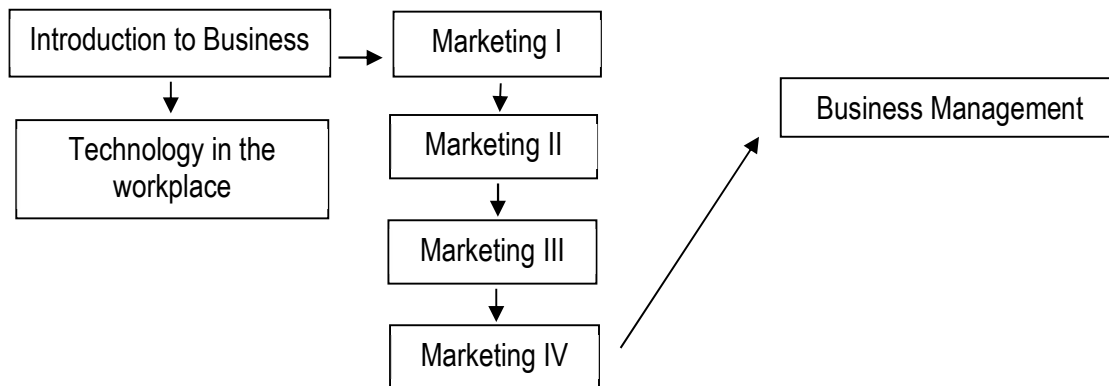 Introduction to Business
Technology in the
workplace
Marketing I
Marketing II
Marketing III
Marketing IV
Business Management